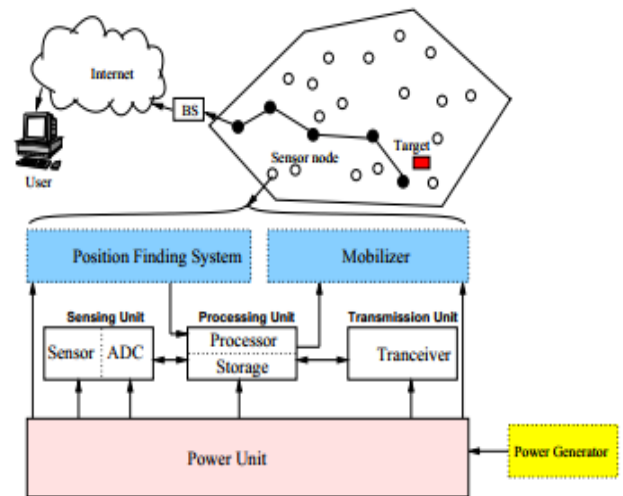 Internet
BS
User
Sensor node
Target
Position Finding System
Mobilizer
Sensing Unit
Processing Unit
Transmission Unit
Sensor
ADC
Processor
Storage
Tranceiver
Power Unit
Power Generator